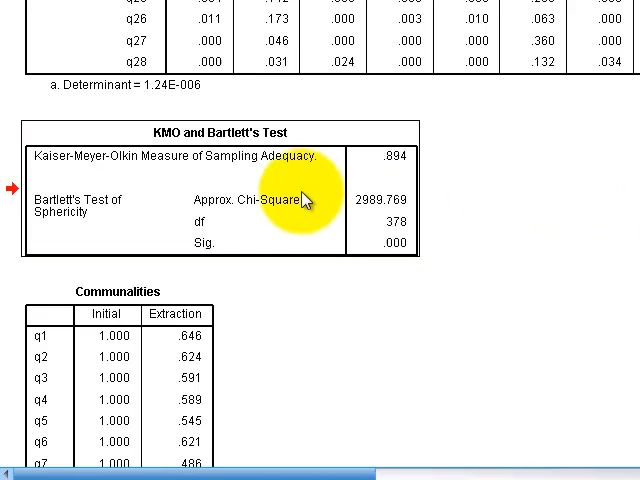 q26 .011 .173 .000 .003 .010 .063 .000
q27 .000 .046 .000 .000 .000 .360 .000
q28 .000 .031 .024 .000 .000 .132 .034
a. Determinant = 1.24E-006
KMO and Bartlett's Test
Kaiser-Meyer-Olkin Measure of Sampling Adequacy. .894
Bartlett's Test of Sphericity Approx. Chi-Square 2989.769
df 378
Sig. .000
Communalities
Initial Extraction
q1 1.000 .646
q2 1.000 .624
q3 1.000 .591
q4 1.000 .589
q5 1.000 .545
q6 1.000 .621
q7 1.000 .486